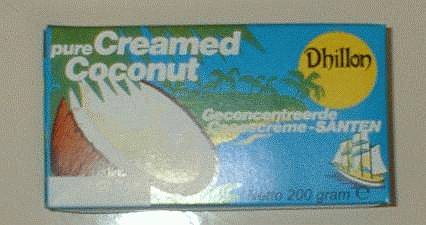 pure Creamed
Coconut
Dhillon
Geconcentreerde
Cocoscreme-SANTEN
Netto 200 gram e